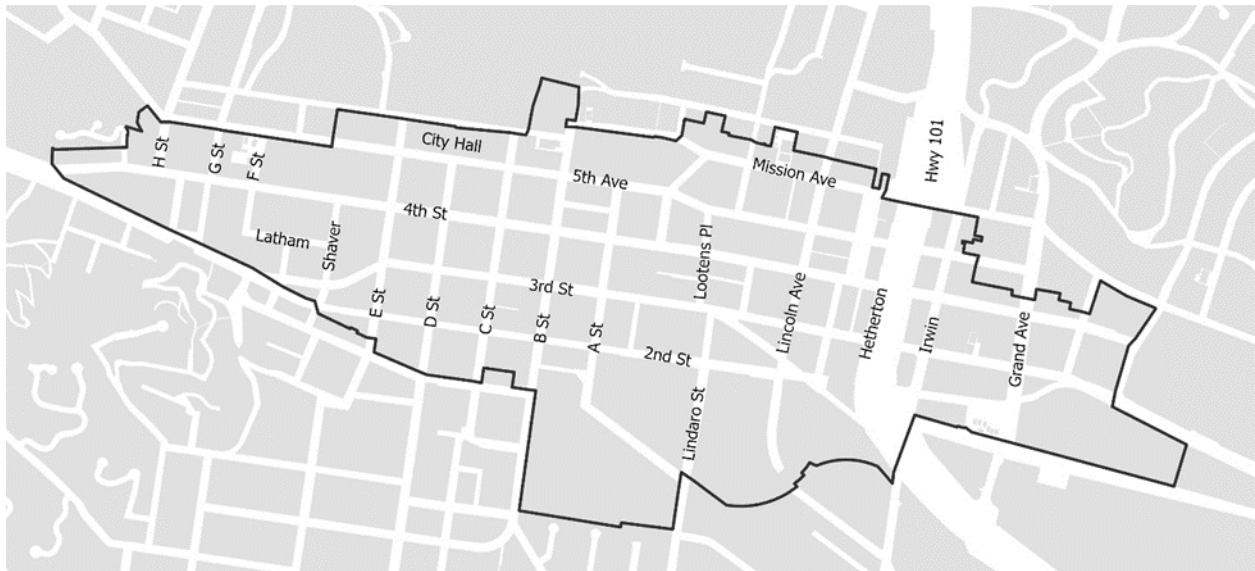 City Hall
H St
G St
F St
5th Ave
Mission Ave
Hwy 101
4th St
Latham
Shaver
Lootens Pl
3rd St
E St
D St
C St
B St
A St
Lincoln Ave
Hetherton
Irwin
Grand Ave
2nd St
Lindaro St